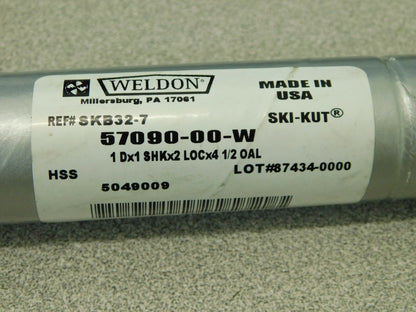 WELDON®
Millersburg, PA 17061
MADE IN
USA
REF# SKB32-7
SKI-KUT®
57090-00-W
1 Dx1 SHKx2 LOCx4 1/2 OAL
HSS
LOT#87434-0000
5049009